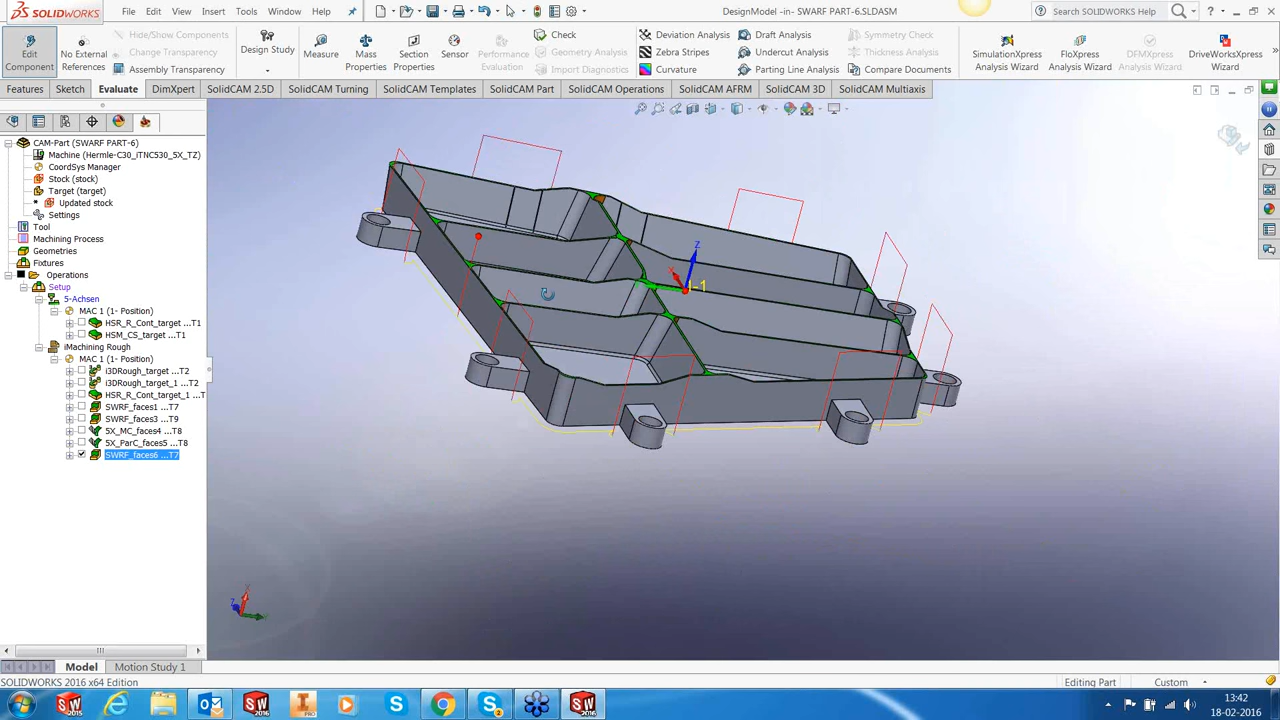 SOLIDWORKS File Edit View Insert Tools Window Help DesignModel -in- SWARF PART-6.SLDASM Search SOLIDWORKS Help
Edit Component
No External References
Hide/Show Components
Change Transparency
Assembly Transparency
Design Study
Measure
Mass Properties
Section Properties
Sensor
Performance Evaluation
Check
Geometry Analysis
Import Diagnostics
Deviation Analysis
Zebra Stripes
Curvature
Draft Analysis
Undercut Analysis
Parting Line Analysis
Symmetry Check
Thickness Analysis
Compare Documents
SimulationXpress Analysis Wizard
FloXpress Analysis Wizard
DFMXpress Analysis Wizard
DriveWorksXpress Wizard
Features Sketch Evaluate DimXpert SolidCAM 2.5D SolidCAM Turning SolidCAM Templates SolidCAM Part SolidCAM Operations SolidCAM AFRM SolidCAM 3D SolidCAM Multiaxis
CAM-Part (SWARF PART-6)
Machine (Hermle-C30_iTNC530_5X_TZ)
CoordSys Manager
Stock (stock)
Target (target)
* Updated stock
Settings
Tool
Machining Process
Geometries
Fixtures
Operations
Setup
5-Achsen
MAC 1 (1- Position)
HSR_R_Cont_target ...T1
HSM_CS_target ...T1
iMachining Rough
MAC 1 (1- Position)
i3DRough_target ...T2
i3DRough_target_1 ...T2
HSR_R_Cont_target_1 ...T
SWRF_faces1 ...T7
SWRF_faces3 ...T9
5X_MC_faces4 ...T8
5X_ParC_faces5 ...T8
SWRF_faces6 ...T7
Z
X
1-1
Model Motion Study 1
SOLIDWORKS 2016 x64 Edition Editing Part Custom
13:42
18-02-2016